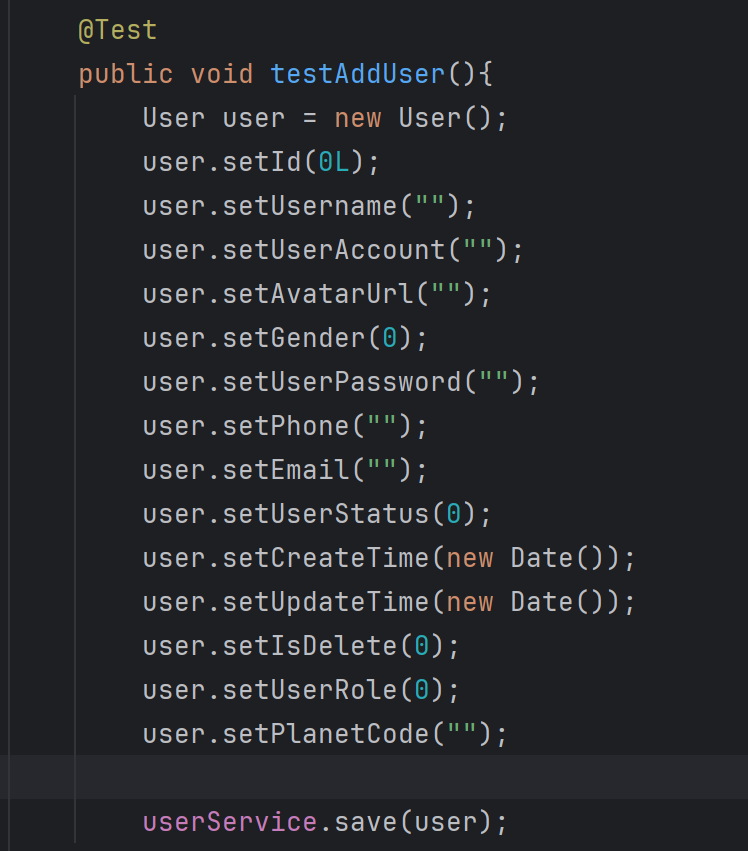 @Test
public void testAddUser(){
User user = new User();
user.setId(0L);
user.setUsername("");
user.setUserAccount("");
user.setAvatarUrl("");
user.setGender(0);
user.setUserPassword("");
user.setPhone("");
user.setEmail("");
user.setUserStatus(0);
user.setCreateTime(new Date());
user.setUpdateTime(new Date());
user.setIsDelete(0);
user.setUserRole(0);
user.setPlanetCode("");
userService.save(user);